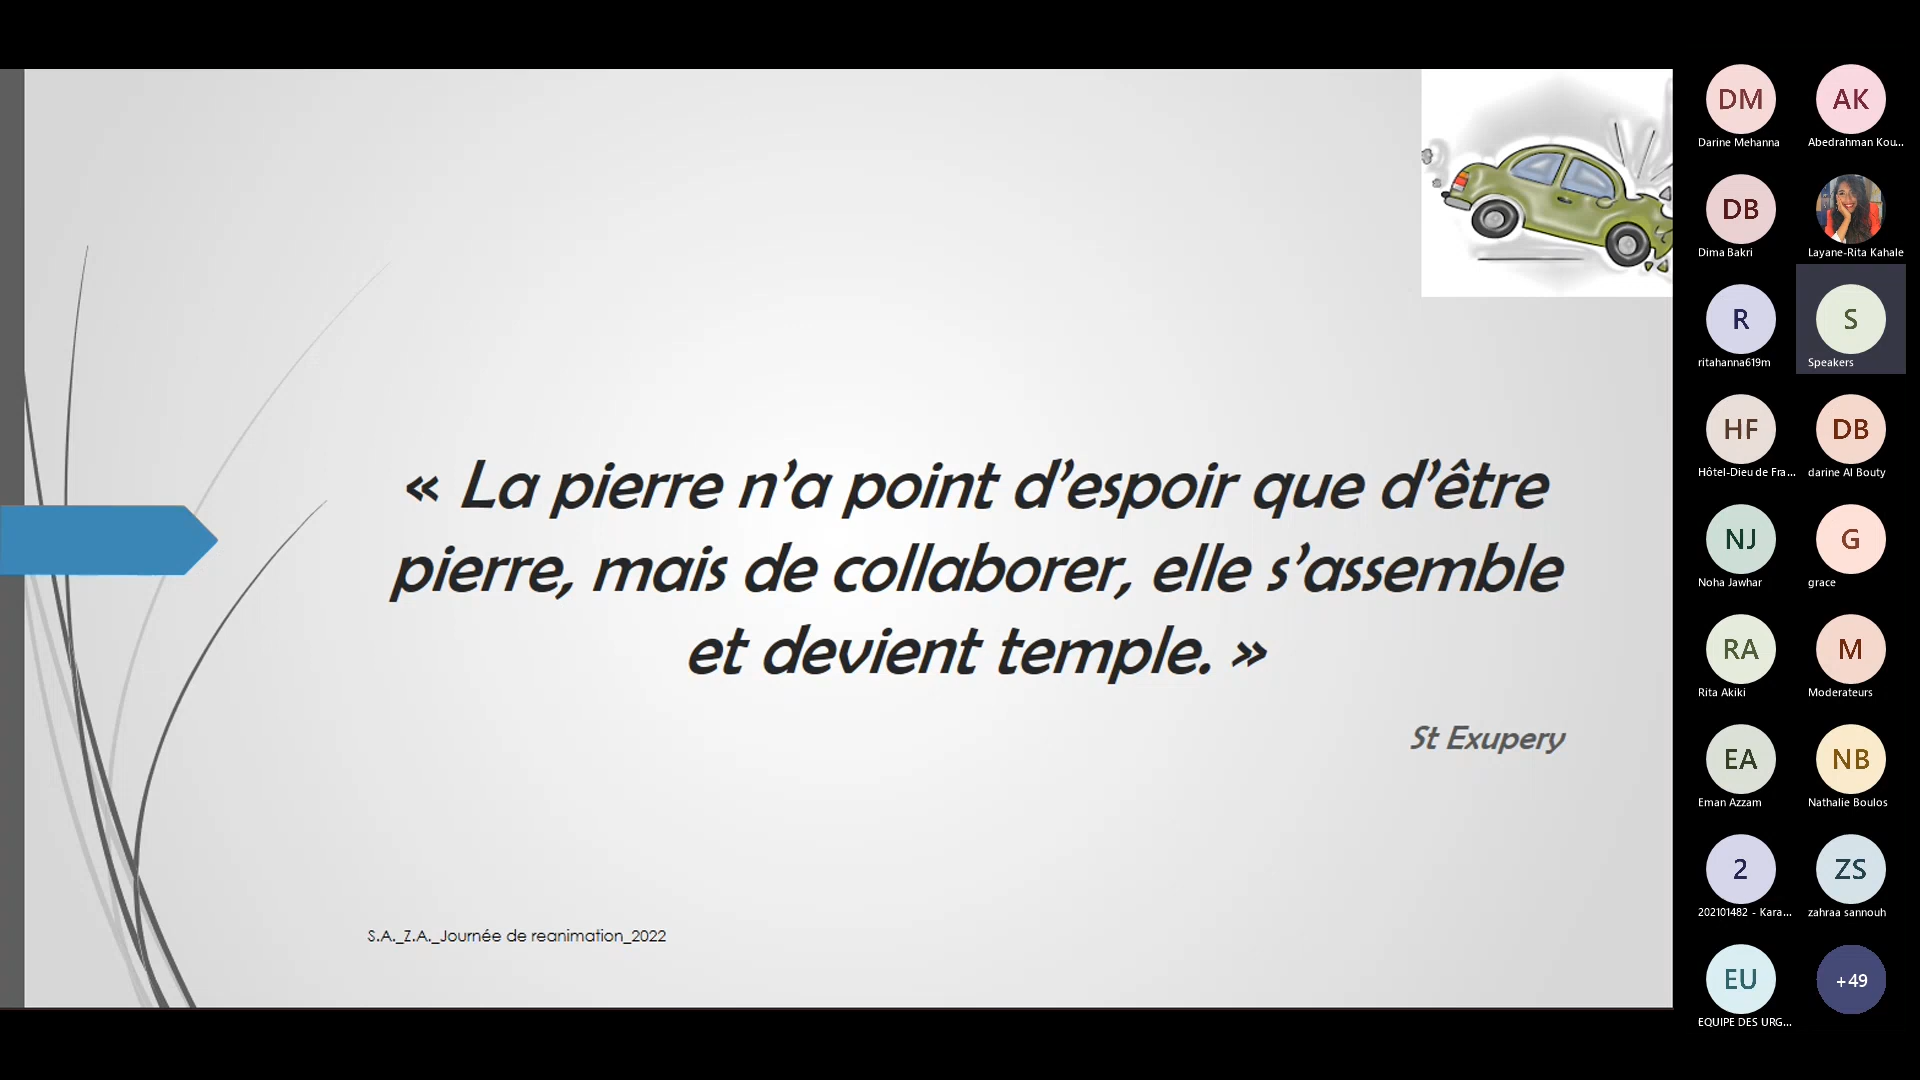 « La pierre n’a point d’espoir que d’être
pierre, mais de collaborer, elle s’assemble
et devient temple. »
St Exupery
S.A._Z.A._Journée de reanimation_2022
DM
Darine Mehanna
AK
Abedrahman Kou...
DB
Dima Bakri
Layane-Rita Kahale
R
ritahanna619m
S
Speakers
HF
Hôtel-Dieu de Fra...
DB
darine Al Bouty
NJ
Noha Jawhar
G
grace
RA
Rita Akiki
M
Moderateurs
EA
Eman Azzam
NB
Nathalie Boulos
2
202101482 - Kara...
ZS
zahraa sannouh
EU
EQUIPE DES URG...
+49